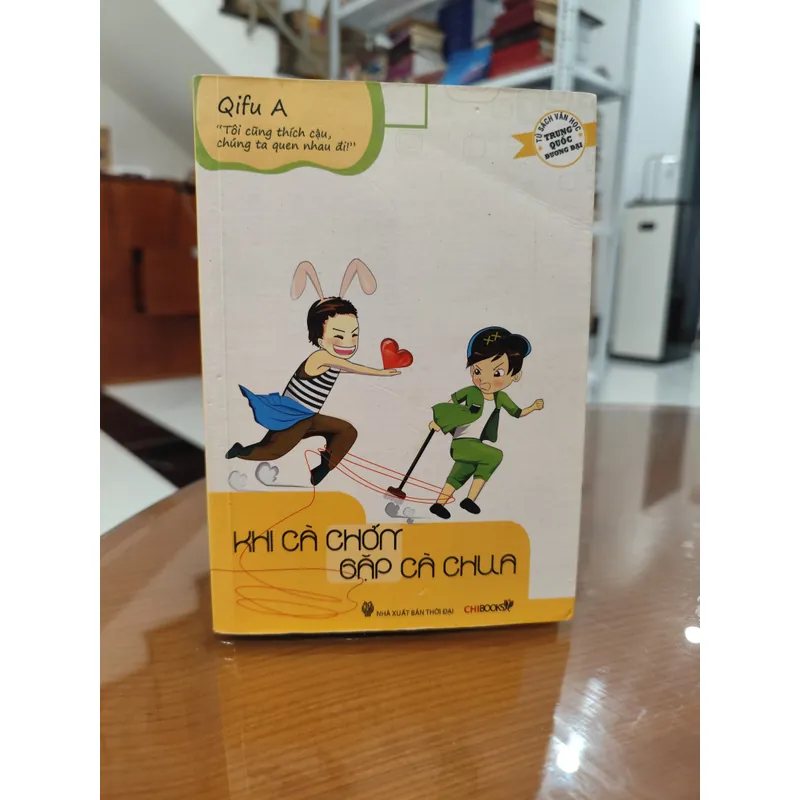 Qifu A
"Tôi cũng thích cậu,
chúng ta quen nhau đi!"
TỦ SÁCH VĂN HỌC
TRUNG
QUỐC
ĐƯƠNG ĐẠI
XX
KHI CÀ CHỚN
GẶP CÀ CHUA
NHÀ XUẤT BẢN THỜI ĐẠI
CHIBOOKS